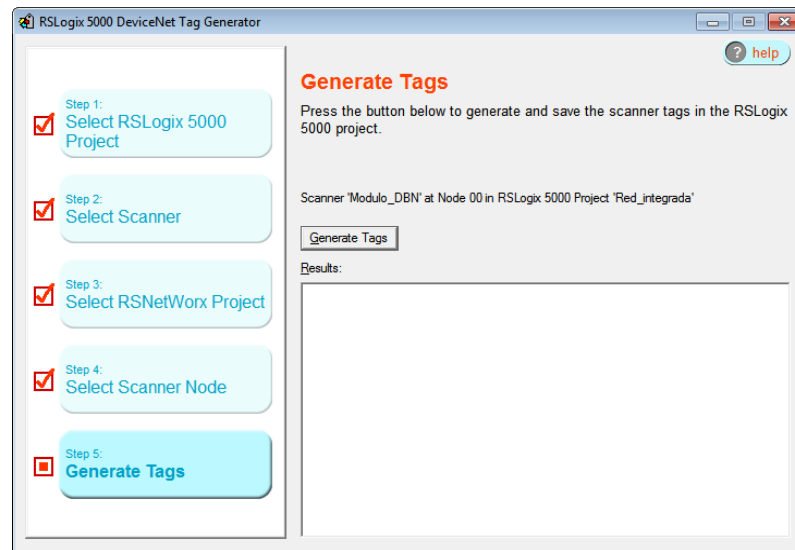 RSLogix 5000 DeviceNet Tag Generator
? help
Step 1:
Select RSLogix 5000
Project
Step 2:
Select Scanner
Step 3:
Select RSNetWorx Project
Step 4:
Select Scanner Node
Step 5:
Generate Tags
Generate Tags
Press the button below to generate and save the scanner tags in the RSLogix
5000 project.
Scanner 'Modulo_DBN' at Node 00 in RSLogix 5000 Project 'Red_integrada'
Generate Tags
Results: